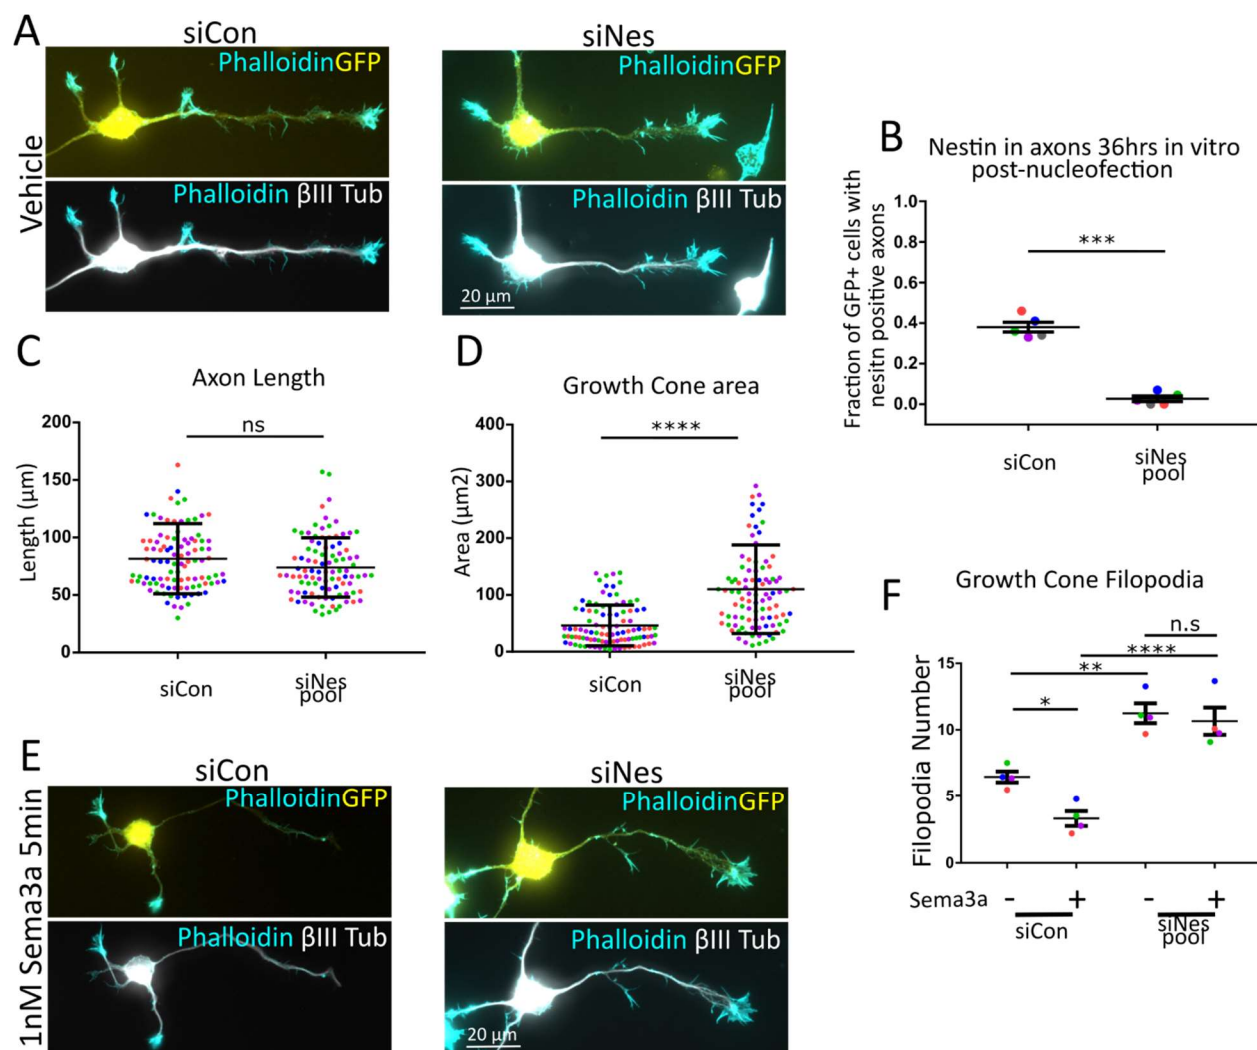 A
siCon
siNes
Vehicle
PhalloidinGFP
PhalloidinGFP
Phalloidin βIII Tub
Phalloidin βIII Tub
20 μm
B
Nestin in axons 36hrs in vitro
post-nucleofection
Fraction of GFP+ cells with
nesitn positive axons
1.0
0.8
0.6
0.4
0.2
0.0
***
siCon
siNes
pool
C
Axon Length
Length (μm)
200
150
100
50
0
ns
siCon
siNes
pool
D
Growth Cone area
Area (μm2)
400
300
200
100
0
****
siCon
siNes
pool
E
siCon
siNes
1nM Sema3a 5min
PhalloidinGFP
PhalloidinGFP
Phalloidin βIII Tub
Phalloidin βIII Tub
20 μm
F
Growth Cone Filopodia
Filopodia Number
15
10
5
0
n.s
****
**
*
Sema3a - + - +
siCon
siNes
pool